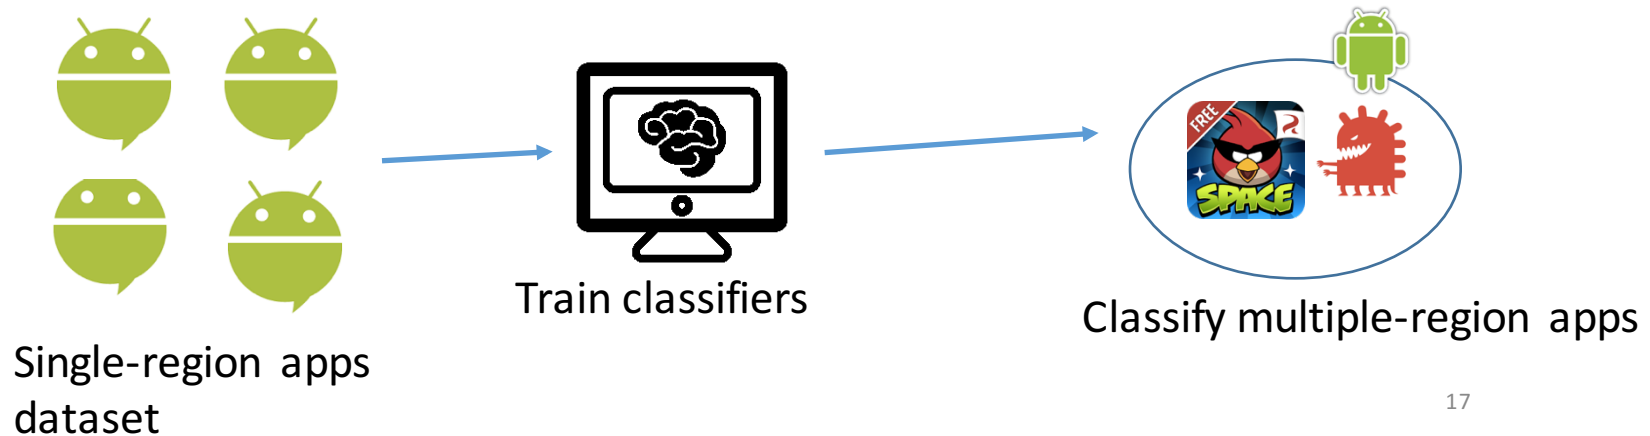 FREE
SPACE
Train classifiers
Classify multiple-region apps
Single-region apps
dataset
17